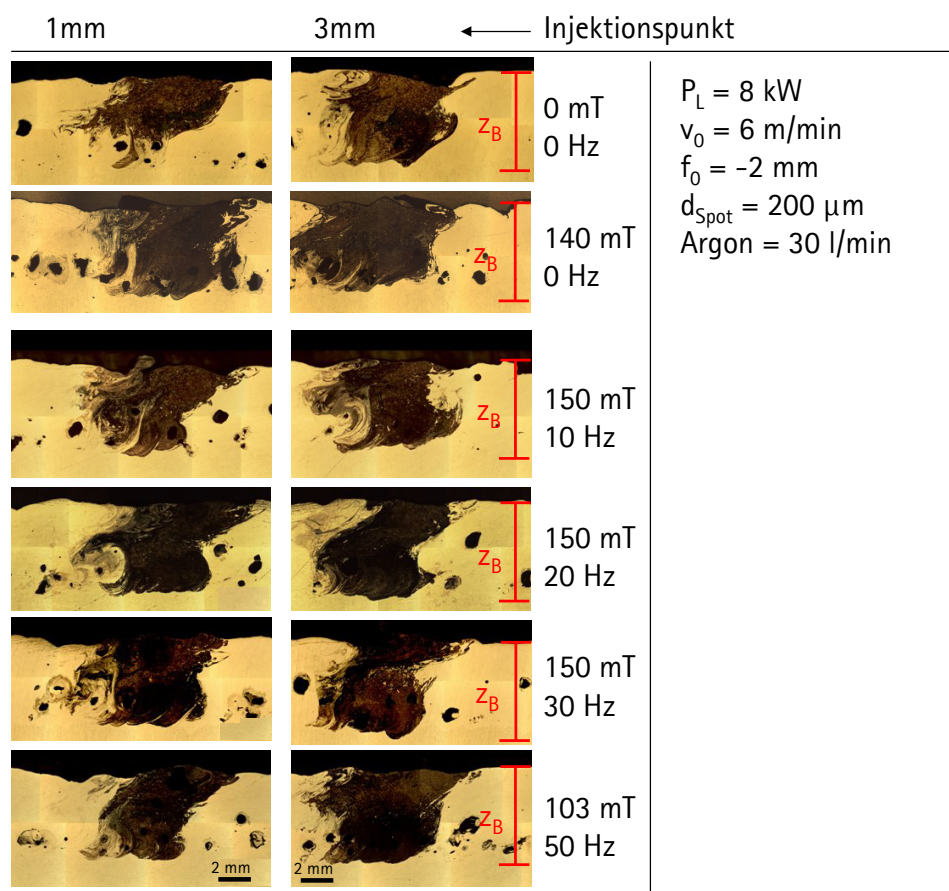 1mm 3mm Injektionspunkt
z_B
0 mT
0 Hz
P_L = 8 kW
v_0 = 6 m/min
f_0 = -2 mm
d_Spot = 200 µm
Argon = 30 l/min
z_B
140 mT
0 Hz
z_B
150 mT
10 Hz
z_B
150 mT
20 Hz
z_B
150 mT
30 Hz
z_B
103 mT
50 Hz
2 mm 2 mm